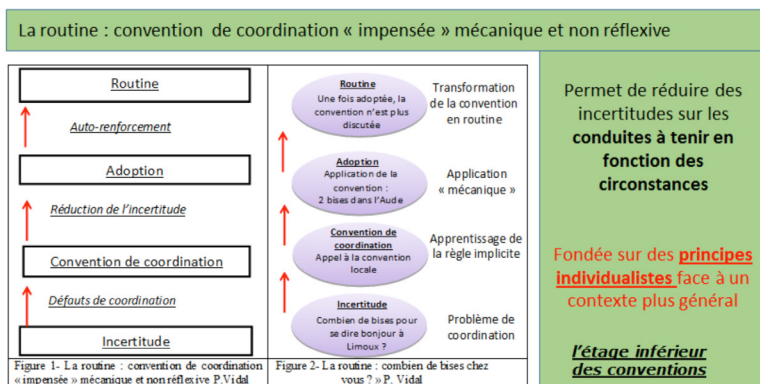 La routine : convention de coordination « impensée » mécanique et non réflexive
Routine
Auto-renforcement
Adoption
Réduction de l'incertitude
Convention de coordination
Défauts de coordination
Incertitude
Figure 1- La routine : convention de coordination
« impensée » mécanique et non réflexive P.Vidal
Routine
Une fois adoptée, la
convention n'est plus
discutée
Transformation
de la convention
en routine
Adoption
Application de la
convention :
2 bises dans l'Aude
Application
« mécanique »
Convention de
coordination
Appel à la convention
locale
Apprentissage de
la règle implicite
Incertitude
Combien de bises pour
se dire bonjour à
Limoux ?
Problème de
coordination
Figure 2- La routine : combien de bises chez
vous ? » P. Vidal
Permet de réduire des
incertitudes sur les
conduites à tenir en
fonction des
circonstances
Fondée sur des principes
individualistes face à un
contexte plus général
l'étage inférieur
des conventions